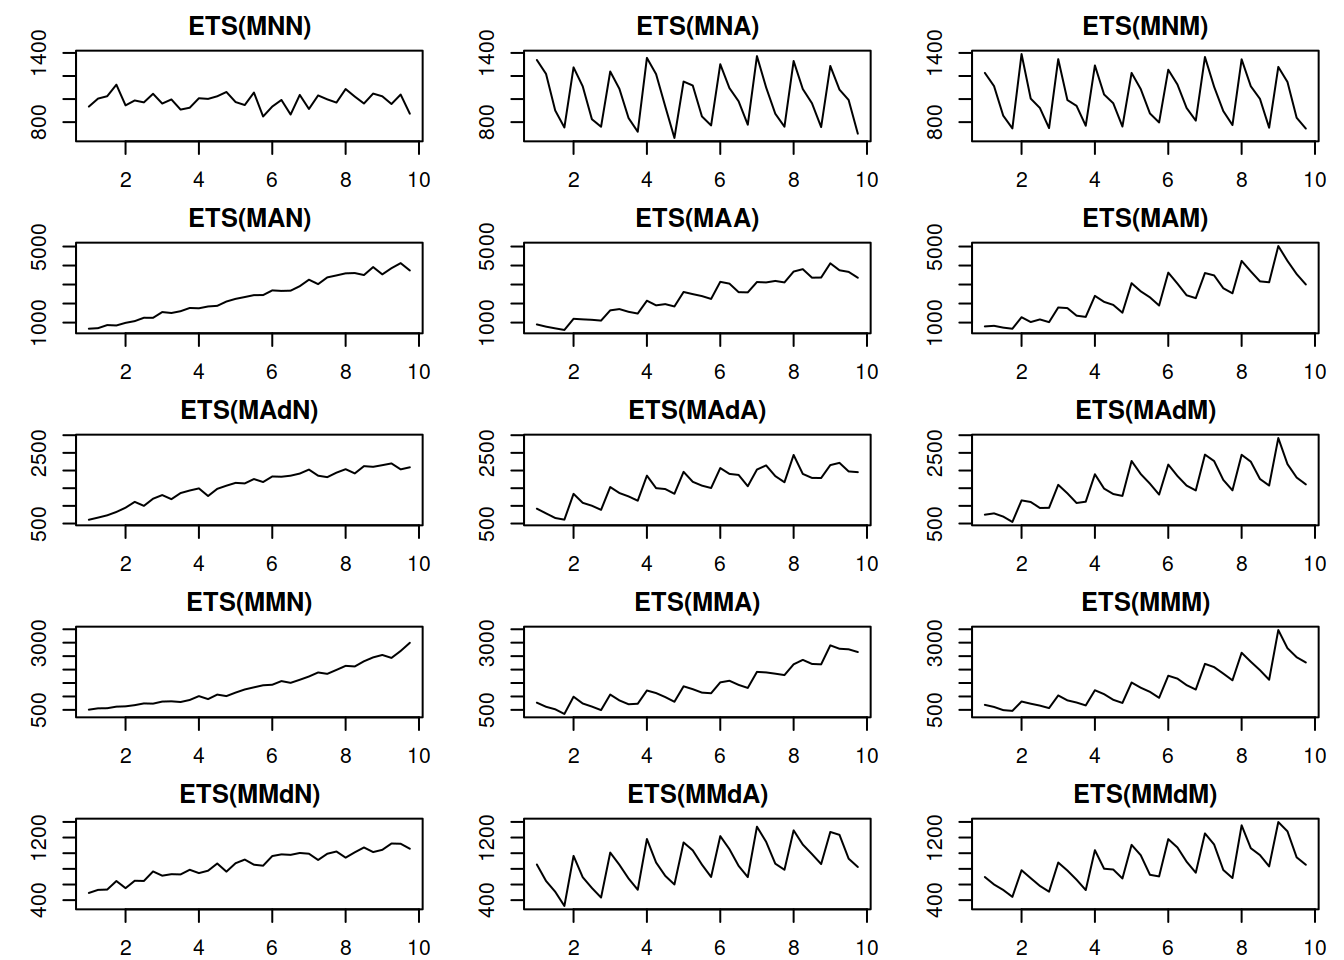 ETS(MNN) ETS(MNA) ETS(MNM)
1400 800 2 4 6 8 10
800 2 4 6 8 10 1400
800 2 4 6 8 10 1400
ETS(MAN) ETS(MAA) ETS(MAM)
5000 1000 2 4 6 8 10
5000 1000 2 4 6 8 10
5000 1000 2 4 6 8 10
ETS(MAdN) ETS(MAdA) ETS(MAdM)
2500 500 2 4 6 8 10
2500 500 2 4 6 8 10
2500 500 2 4 6 8 10
ETS(MMN) ETS(MMA) ETS(MMM)
3000 500 2 4 6 8 10
3000 500 2 4 6 8 10
3000 500 2 4 6 8 10
ETS(MMdN) ETS(MMdA) ETS(MMdM)
1200 400 2 4 6 8 10
1200 400 2 4 6 8 10
1200 400 2 4 6 8 10